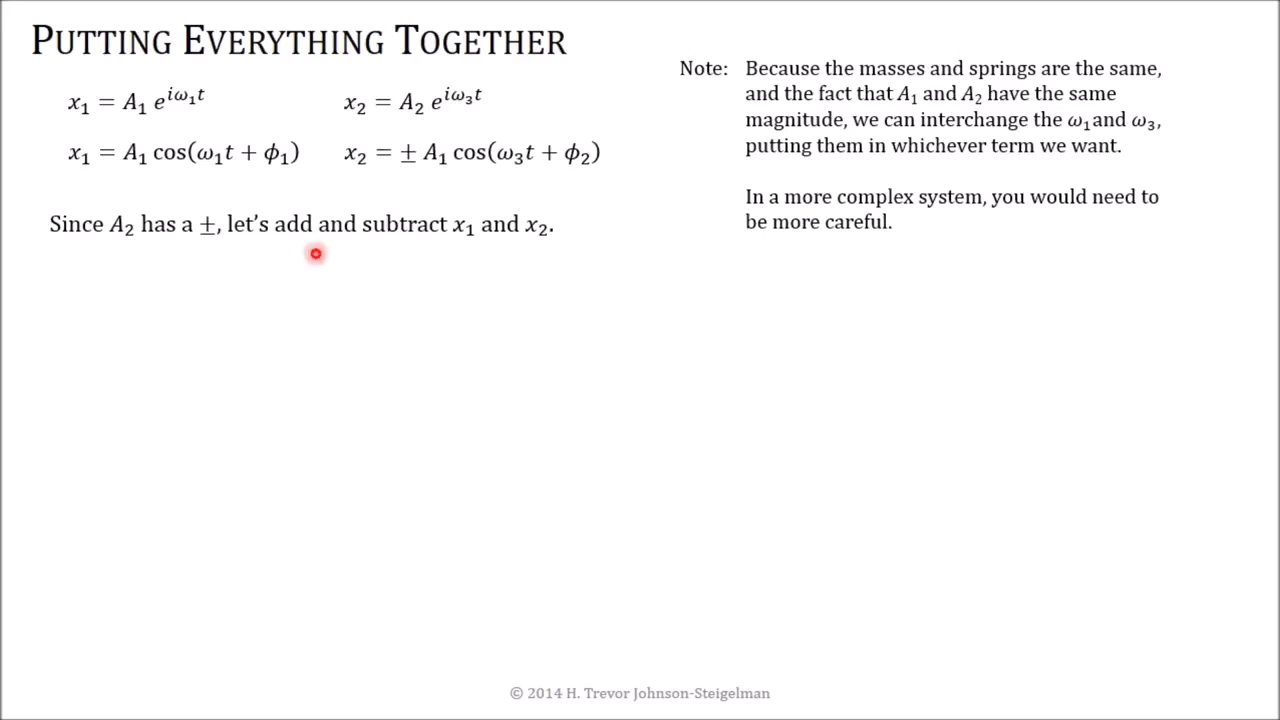 PUTTING EVERYTHING TOGETHER
x₁ = A₁ e^{iω₁t}
x₂ = A₂ e^{iω₃t}
x₁ = A₁ cos(ω₁t + ϕ₁)
x₂ = ± A₁ cos(ω₃t + ϕ₂)
Since A₂ has a ±, let's add and subtract x₁ and x₂.
Note: Because the masses and springs are the same,
and the fact that A₁ and A₂ have the same
magnitude, we can interchange the ω₁ and ω₃,
putting them in whichever term we want.
In a more complex system, you would need to
be more careful.
© 2014 H. Trevor Johnson-Steigelman